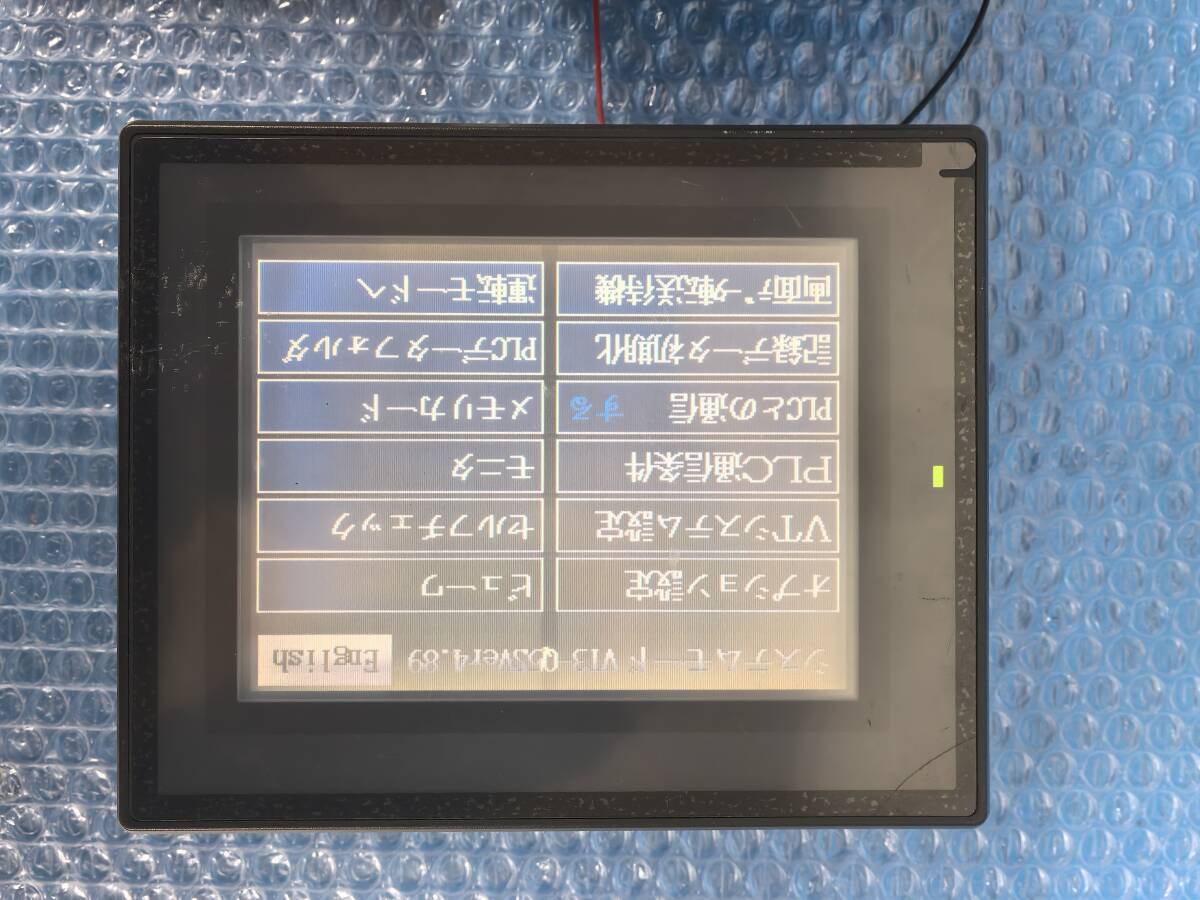 システムモード VT3-Q5S Ver4.89 English
オプション設定 ビューワ
VTシステム設定 セルフチェック
PLC通信条件 モニタ
PLCとの通信 する メモリカード
記録データ初期化 PLCデータフォルダ
画面データ転送待機 運転モードへ